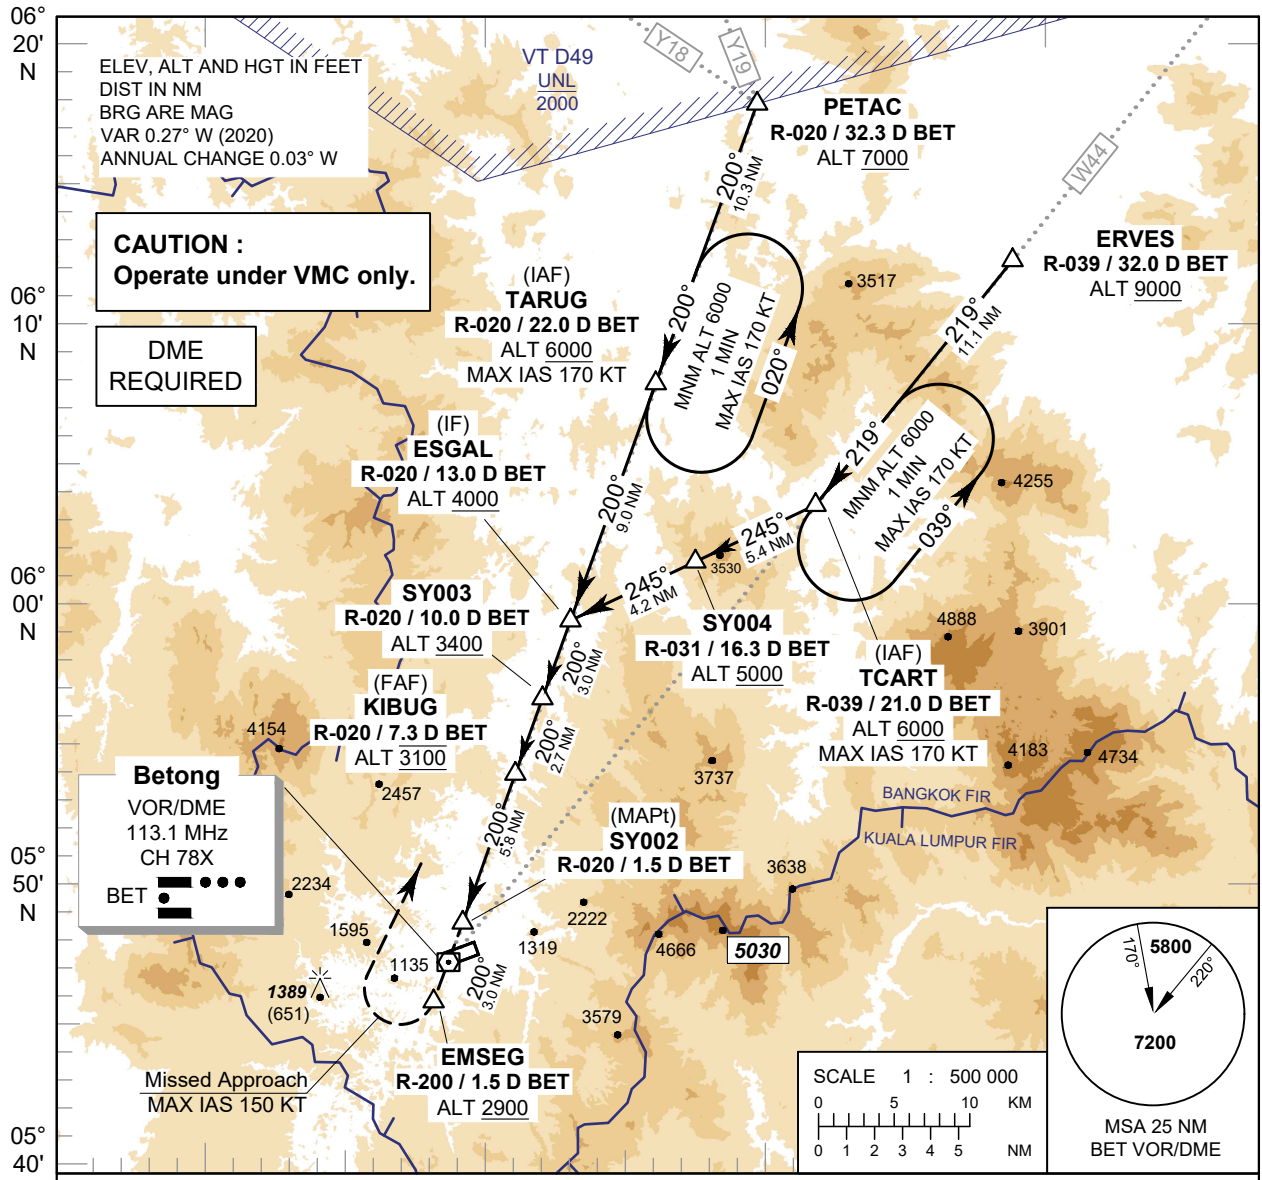 06°
20'
N
ELEV, ALT AND HGT IN FEET
DIST IN NM
BRG ARE MAG
VAR 0.27° W (2020)
ANNUAL CHANGE 0.03° W
VT D49
UNL
2000
Y18
Y19
W44
PETAC
R-020 / 32.3 D BET
ALT 7000
200°
10.3 NM
CAUTION :
Operate under VMC only.
ERVES
R-039 / 32.0 D BET
ALT 9000
219°
11.1 NM
(IAF)
TARUG
R-020 / 22.0 D BET
ALT 6000
MAX IAS 170 KT
200°
MNM ALT 6000
1 MIN
MAX IAS 170 KT
020°
3517
06°
10'
N
DME
REQUIRED
(IF)
ESGAL
R-020 / 13.0 D BET
ALT 4000
200°
9.0 NM
219°
MNM ALT 6000
1 MIN
MAX IAS 170 KT
039°
4255
245°
5.4 NM
3530
245°
4.2 NM
06°
00'
N
SY003
R-020 / 10.0 D BET
ALT 3400
SY004
R-031 / 16.3 D BET
ALT 5000
4888
3901
(IAF)
TCART
R-039 / 21.0 D BET
ALT 6000
MAX IAS 170 KT
200°
3.0 NM
(FAF)
KIBUG
R-020 / 7.3 D BET
ALT 3100
200°
2.7 NM
4154
2457
3737
4183
4734
BANGKOK FIR
KUALA LUMPUR FIR
Betong
VOR/DME
113.1 MHz
CH 78X
BET
200°
5.8 NM
(MAPt)
SY002
R-020 / 1.5 D BET
05°
50'
N
2234
1595
1135
2222
1319
3638
4666
5030
1389
(651)
200°
3.0 NM
3579
EMSEG
R-200 / 1.5 D BET
ALT 2900
Missed Approach
MAX IAS 150 KT
170°
5800
220°
7200
MSA 25 NM
BET VOR/DME
SCALE 1 : 500 000
0 5 10 KM
0 1 2 3 4 5 NM
05°
40'